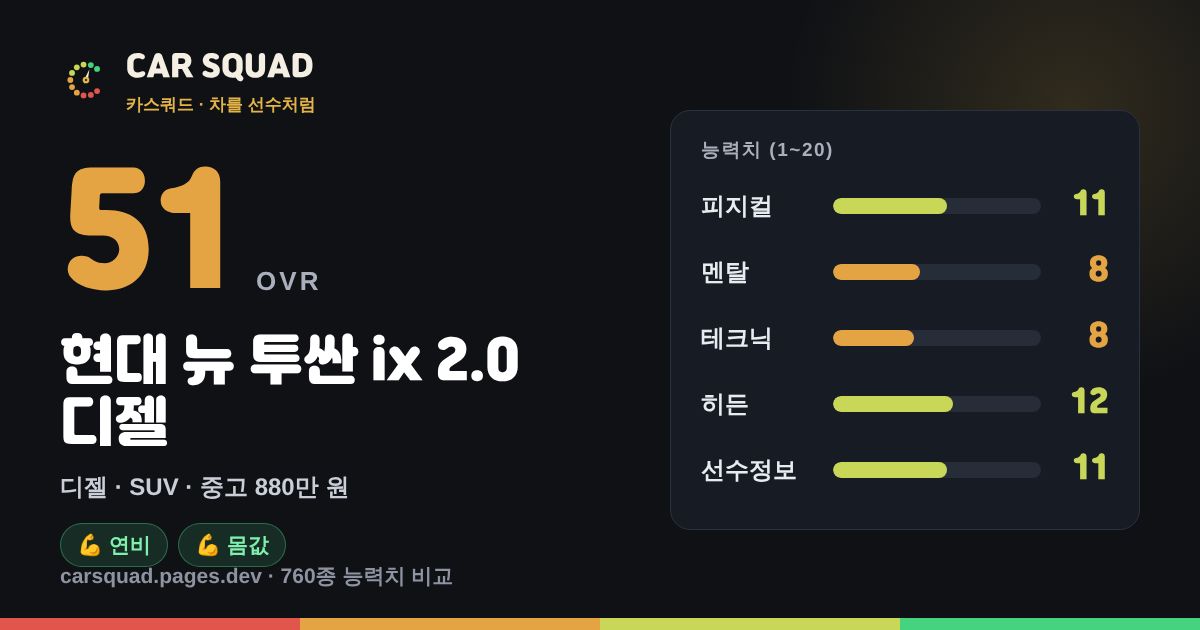 CAR SQUAD
카스쿼드 · 차를 선수처럼
51 OVR
현대 뉴 투싼 ix 2.0
디젤
디젤 · SUV · 중고 880만 원
💪 연비 💪 몸값
carsquad.pages.dev · 760종 능력치 비교
능력치 (1~20)
피지컬 11
멘탈 8
테크닉 8
히든 12
선수정보 11